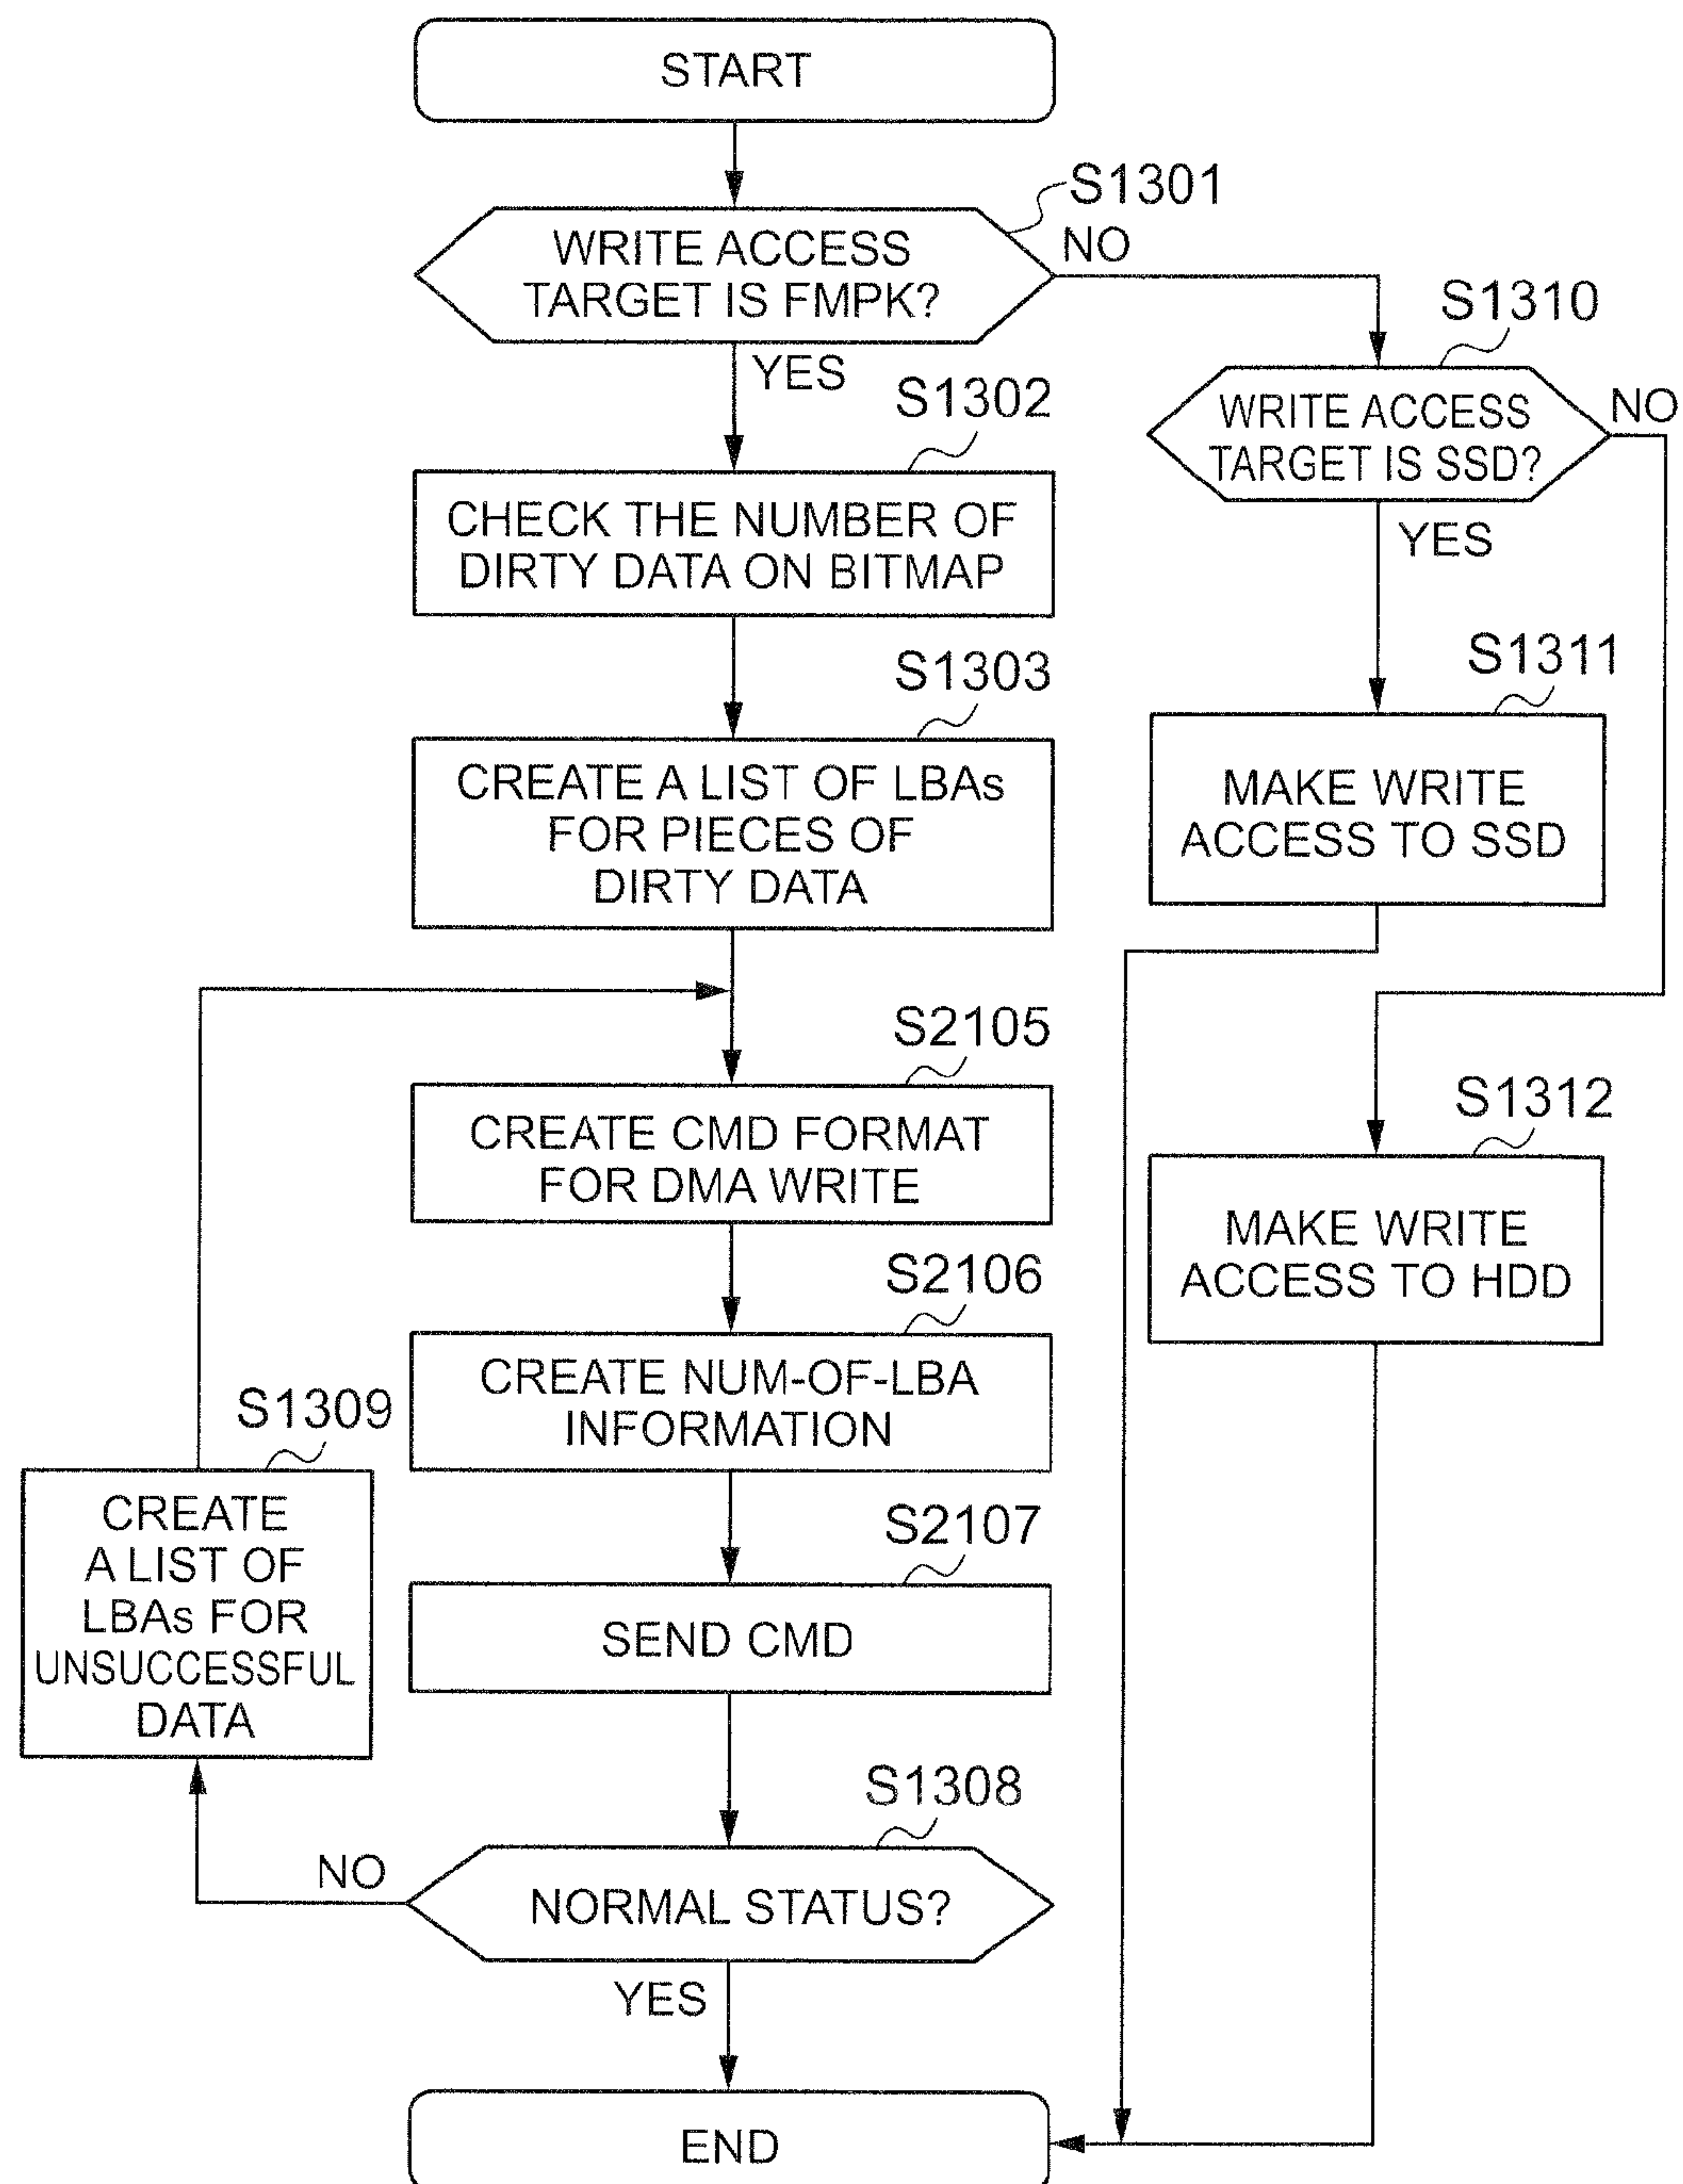 START
S1301
WRITE ACCESS
TARGET IS FMPK?
NO
YES
S1310
WRITE ACCESS
TARGET IS SSD?
NO
YES
S1302
CHECK THE NUMBER OF
DIRTY DATA ON BITMAP
S1303
CREATE A LIST OF LBAs
FOR PIECES OF
DIRTY DATA
S1311
MAKE WRITE
ACCESS TO SSD
S2105
CREATE CMD FORMAT
FOR DMA WRITE
S1312
MAKE WRITE
ACCESS TO HDD
S2106
CREATE NUM-OF-LBA
INFORMATION
S1309
CREATE
A LIST OF
LBAs FOR
UNSUCCESSFUL
DATA
S2107
SEND CMD
S1308
NORMAL STATUS?
NO
YES
END